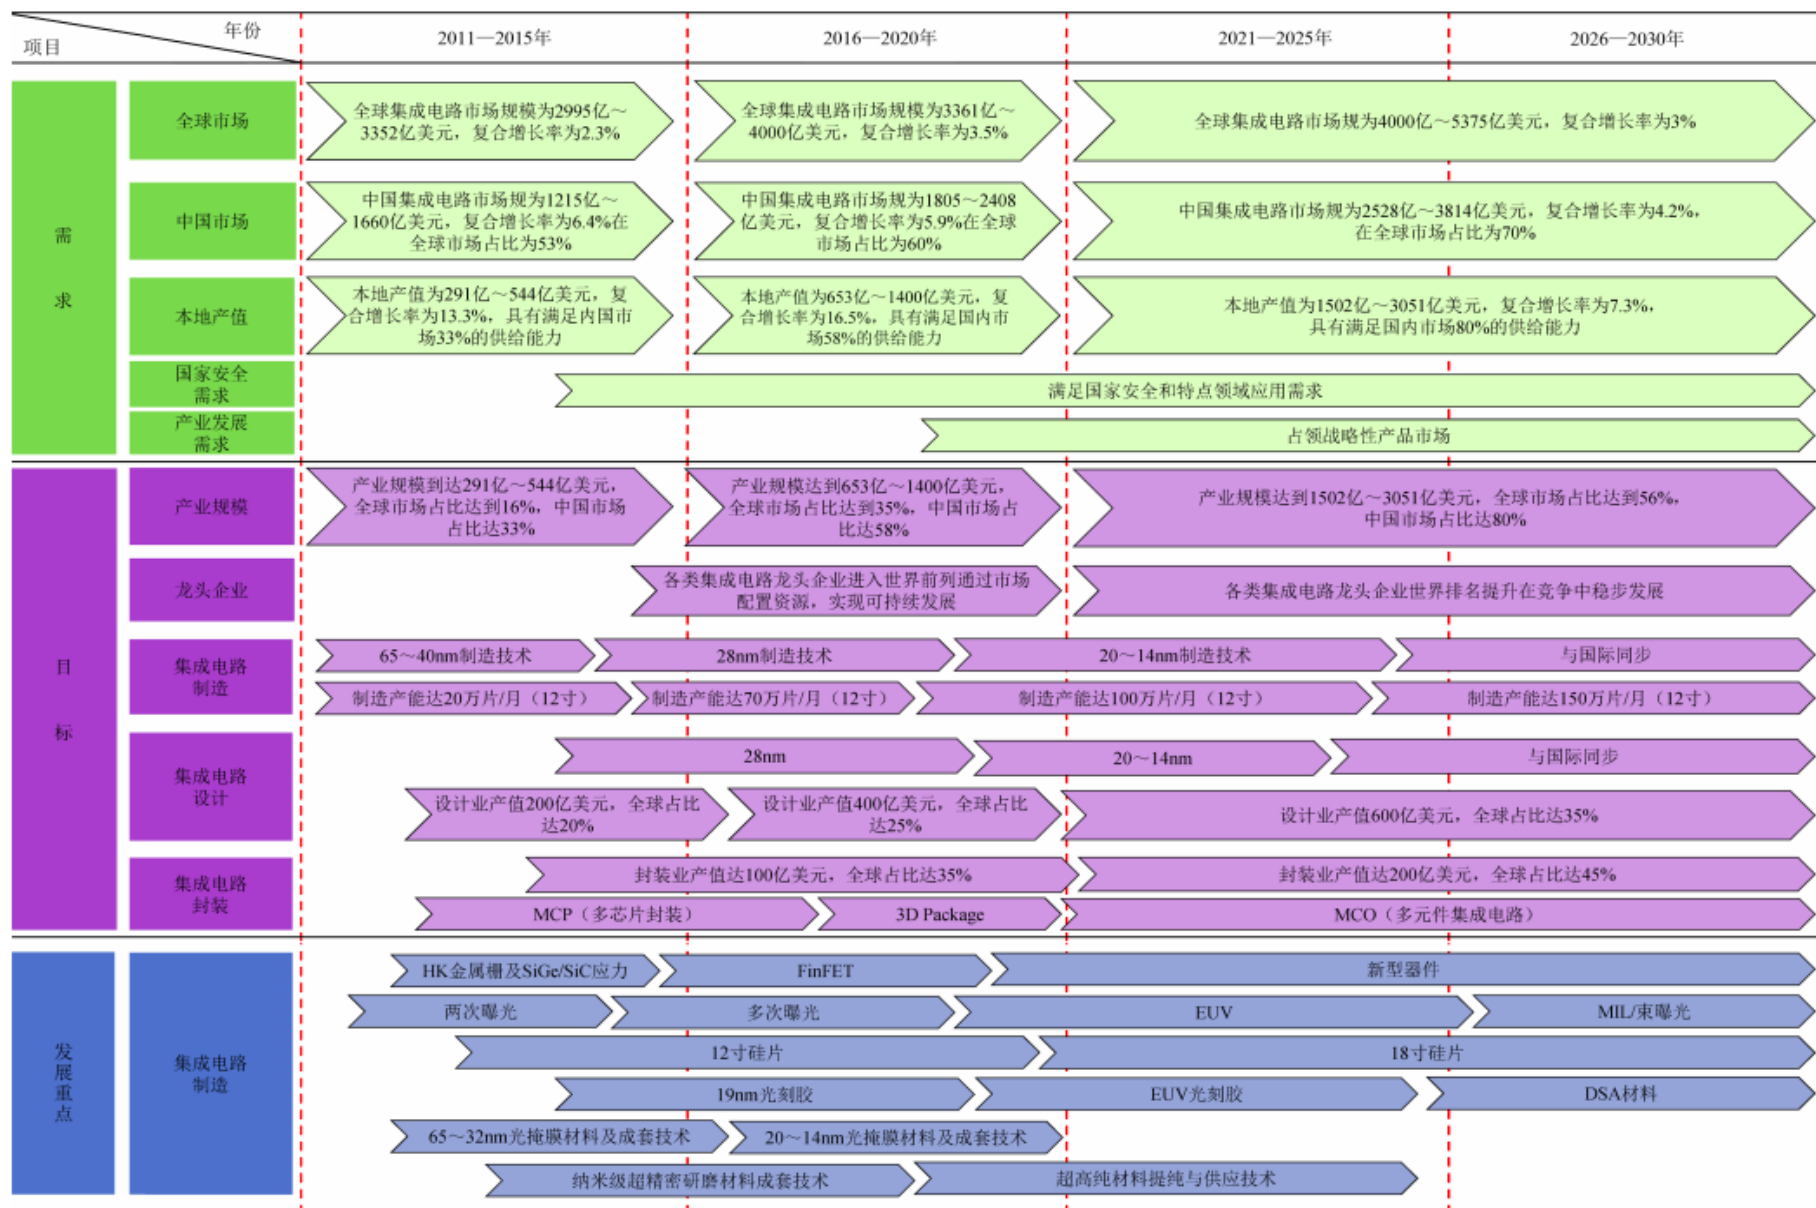 年份
项目
2011—2015年
2016—2020年
2021—2025年
2026—2030年
需
求
全球市场
全球集成电路市场规模为2995亿～
3352亿美元，复合增长率为2.3%
全球集成电路市场规模为3361亿～
4000亿美元，复合增长率为3.5%
全球集成电路市场规为4000亿～5375亿美元，复合增长率为3%
中国市场
中国集成电路市场规为1215亿～
1660亿美元，复合增长率为6.4%在
全球市场占比为53%
中国集成电路市场规为1805～2408
亿美元，复合增长率为5.9%在全球
市场占比为60%
中国集成电路市场规为2528亿～3814亿美元，复合增长率为4.2%，
在全球市场占比为70%
本地产值
本地产值为291亿～544亿美元，复
合增长率为13.3%，具有满足内国市
场33%的供给能力
本地产值为653亿～1400亿美元，复
合增长率为16.5%，具有满足国内市
场58%的供给能力
本地产值为1502亿～3051亿美元，复合增长率为7.3%，
具有满足国内市场80%的供给能力
国家安全
需求
满足国家安全和特点领域应用需求
产业发展
需求
占领战略性产品市场
目
标
产业规模
产业规模到达291亿～544亿美元，
全球市场占比达到16%，中国市场
占比达33%
产业规模达到653亿～1400亿美元，
全球市场占比达到35%，中国市场占
比达58%
产业规模达到1502亿～3051亿美元，全球市场占比达到56%，
中国市场占比达80%
龙头企业
各类集成电路龙头企业进入世界前列通过市场
配置资源，实现可持续发展
各类集成电路龙头企业世界排名提升在竞争中稳步发展
集成电路
制造
65～40nm制造技术
28nm制造技术
20～14nm制造技术
与国际同步
制造产能达20万片/月（12寸）
制造产能达70万片/月（12寸）
制造产能达100万片/月（12寸）
制造产能达150万片/月（12寸）
集成电路
设计
28nm
20～14nm
与国际同步
设计业产值200亿美元，全球占比
达20%
设计业产值400亿美元，全球占比
达25%
设计业产值600亿美元，全球占比达35%
集成电路
封装
封装业产值达100亿美元，全球占比达35%
封装业产值达200亿美元，全球占比达45%
MCP（多芯片封装）
3D Package
MCO（多元件集成电路）
发
展
重
点
集成电路
制造
HK金属栅及SiGe/SiC应力
FinFET
新型器件
两次曝光
多次曝光
EUV
MIL/束曝光
12寸硅片
18寸硅片
19nm光刻胶
EUV光刻胶
DSA材料
65～32nm光掩膜材料及成套技术
20～14nm光掩膜材料及成套技术
纳米级超精密研磨材料成套技术
超高纯材料提纯与供应技术